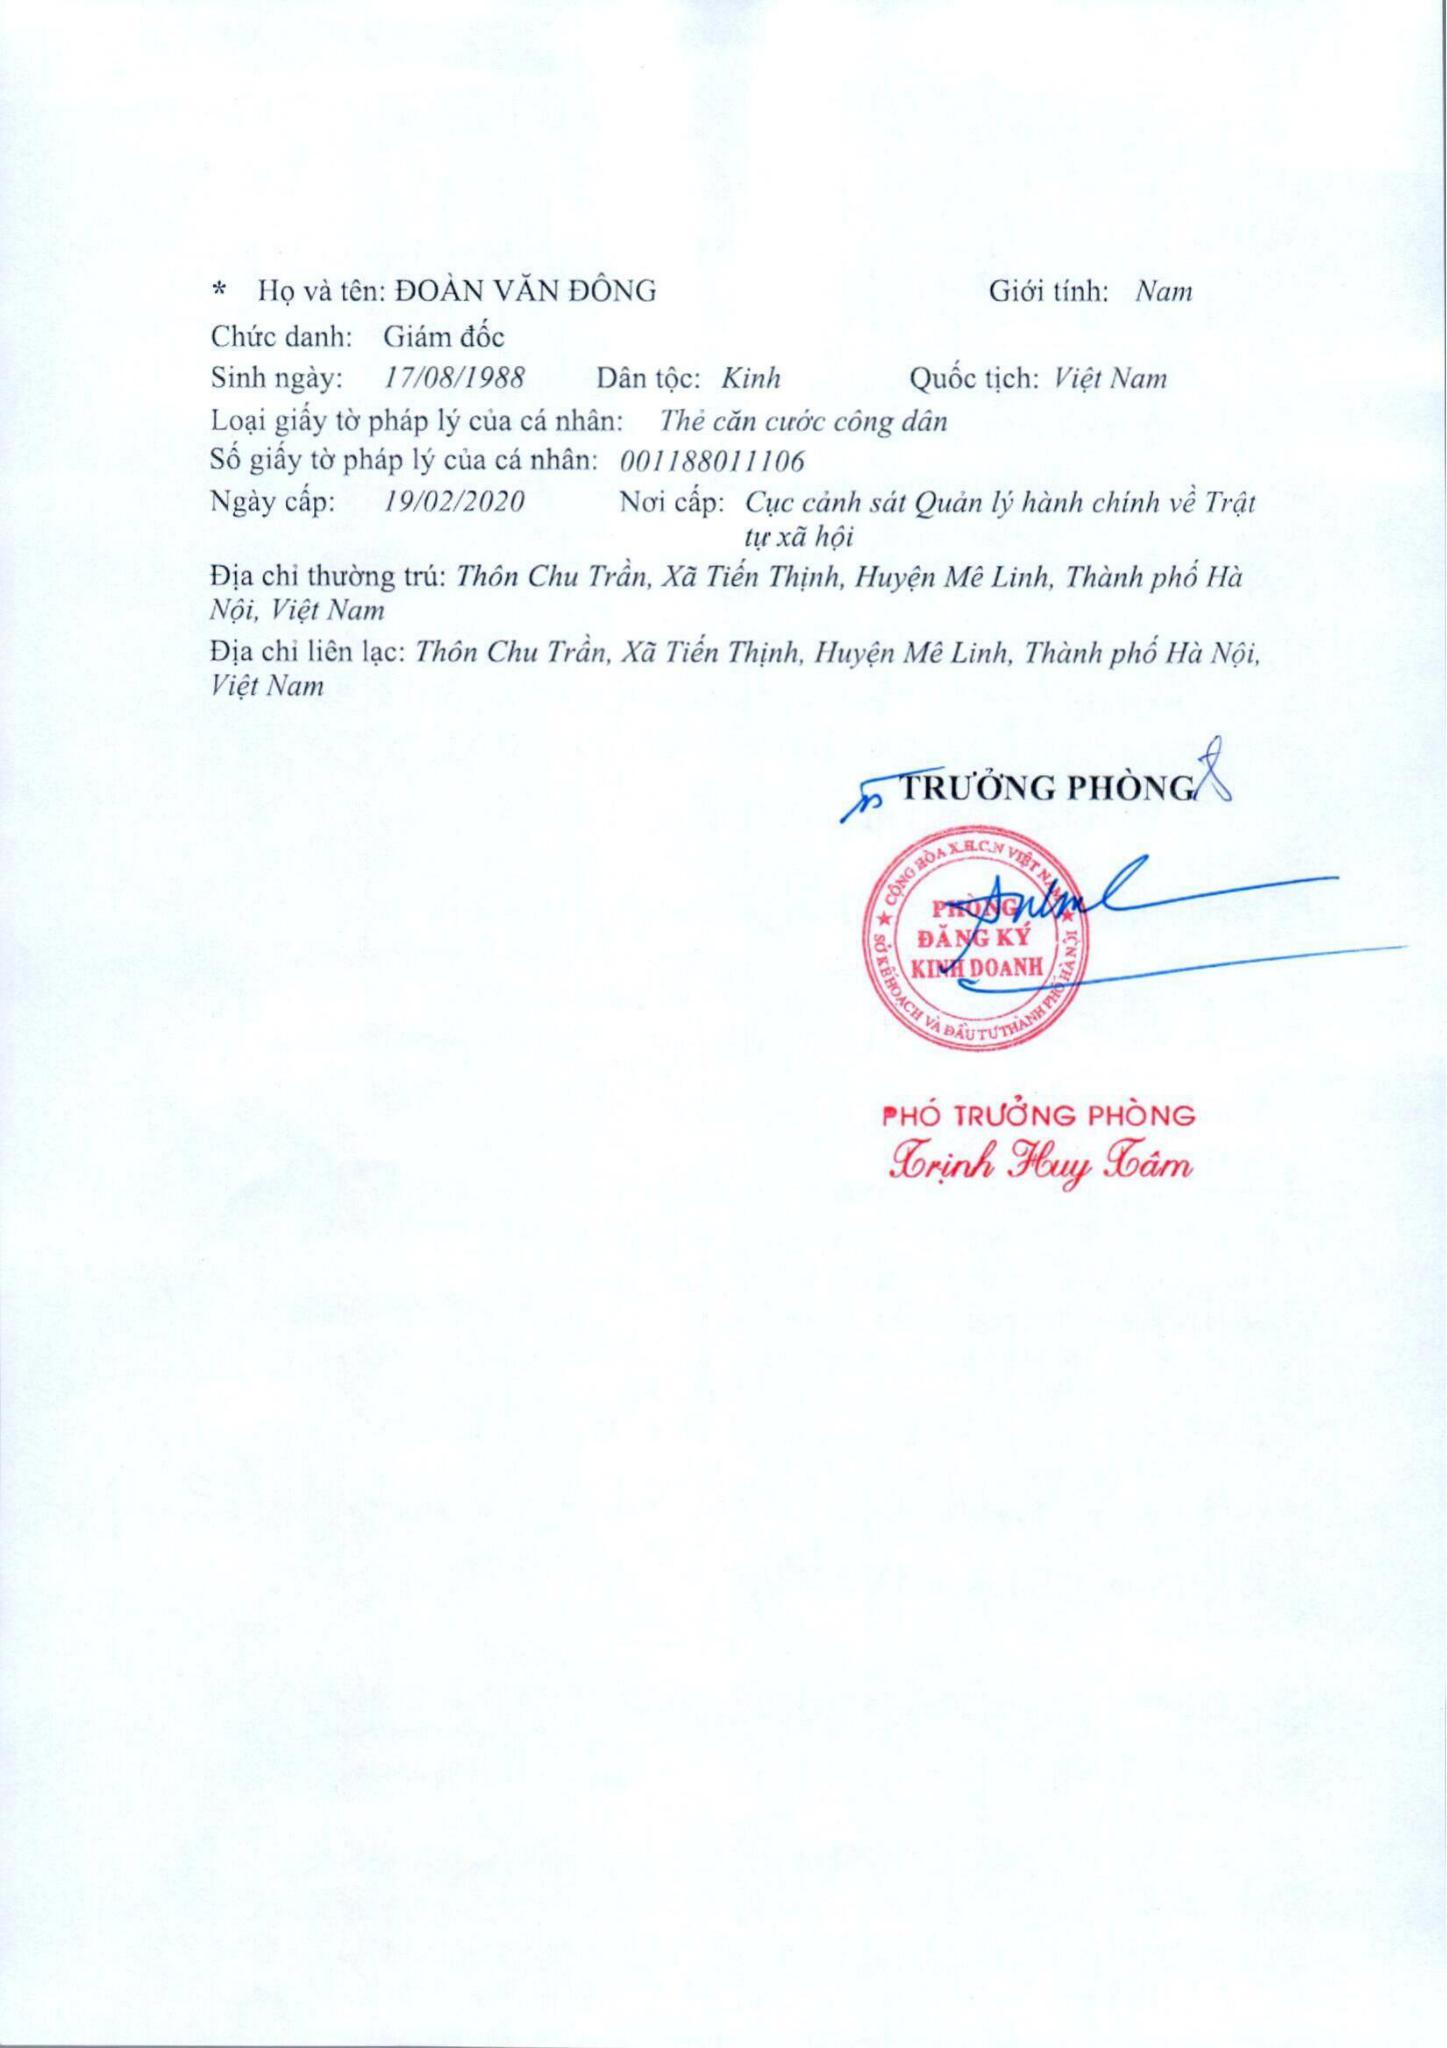 * Họ và tên: ĐOÀN VĂN ĐÔNG Giới tính: Nam
Chức danh: Giám đốc
Sinh ngày: 17/08/1988 Dân tộc: Kinh Quốc tịch: Việt Nam
Loại giấy tờ pháp lý của cá nhân: Thẻ căn cước công dân
Số giấy tờ pháp lý của cá nhân: 001188011106
Ngày cấp: 19/02/2020 Nơi cấp: Cục cảnh sát Quản lý hành chính về Trật
tự xã hội
Địa chỉ thường trú: Thôn Chu Trần, Xã Tiến Thịnh, Huyện Mê Linh, Thành phố Hà
Nội, Việt Nam
Địa chỉ liên lạc: Thôn Chu Trần, Xã Tiến Thịnh, Huyện Mê Linh, Thành phố Hà Nội,
Việt Nam
TRƯỞNG PHÒNG
CỘNG HÒA X.H.C.N VIỆT NAM
PHÒNG
ĐĂNG KÝ
KINH DOANH
SỞ KẾ HOẠCH VÀ ĐẦU TƯ THÀNH PHỐ HÀ NỘI
PHÓ TRƯỞNG PHÒNG
Trịnh Huy Tâm